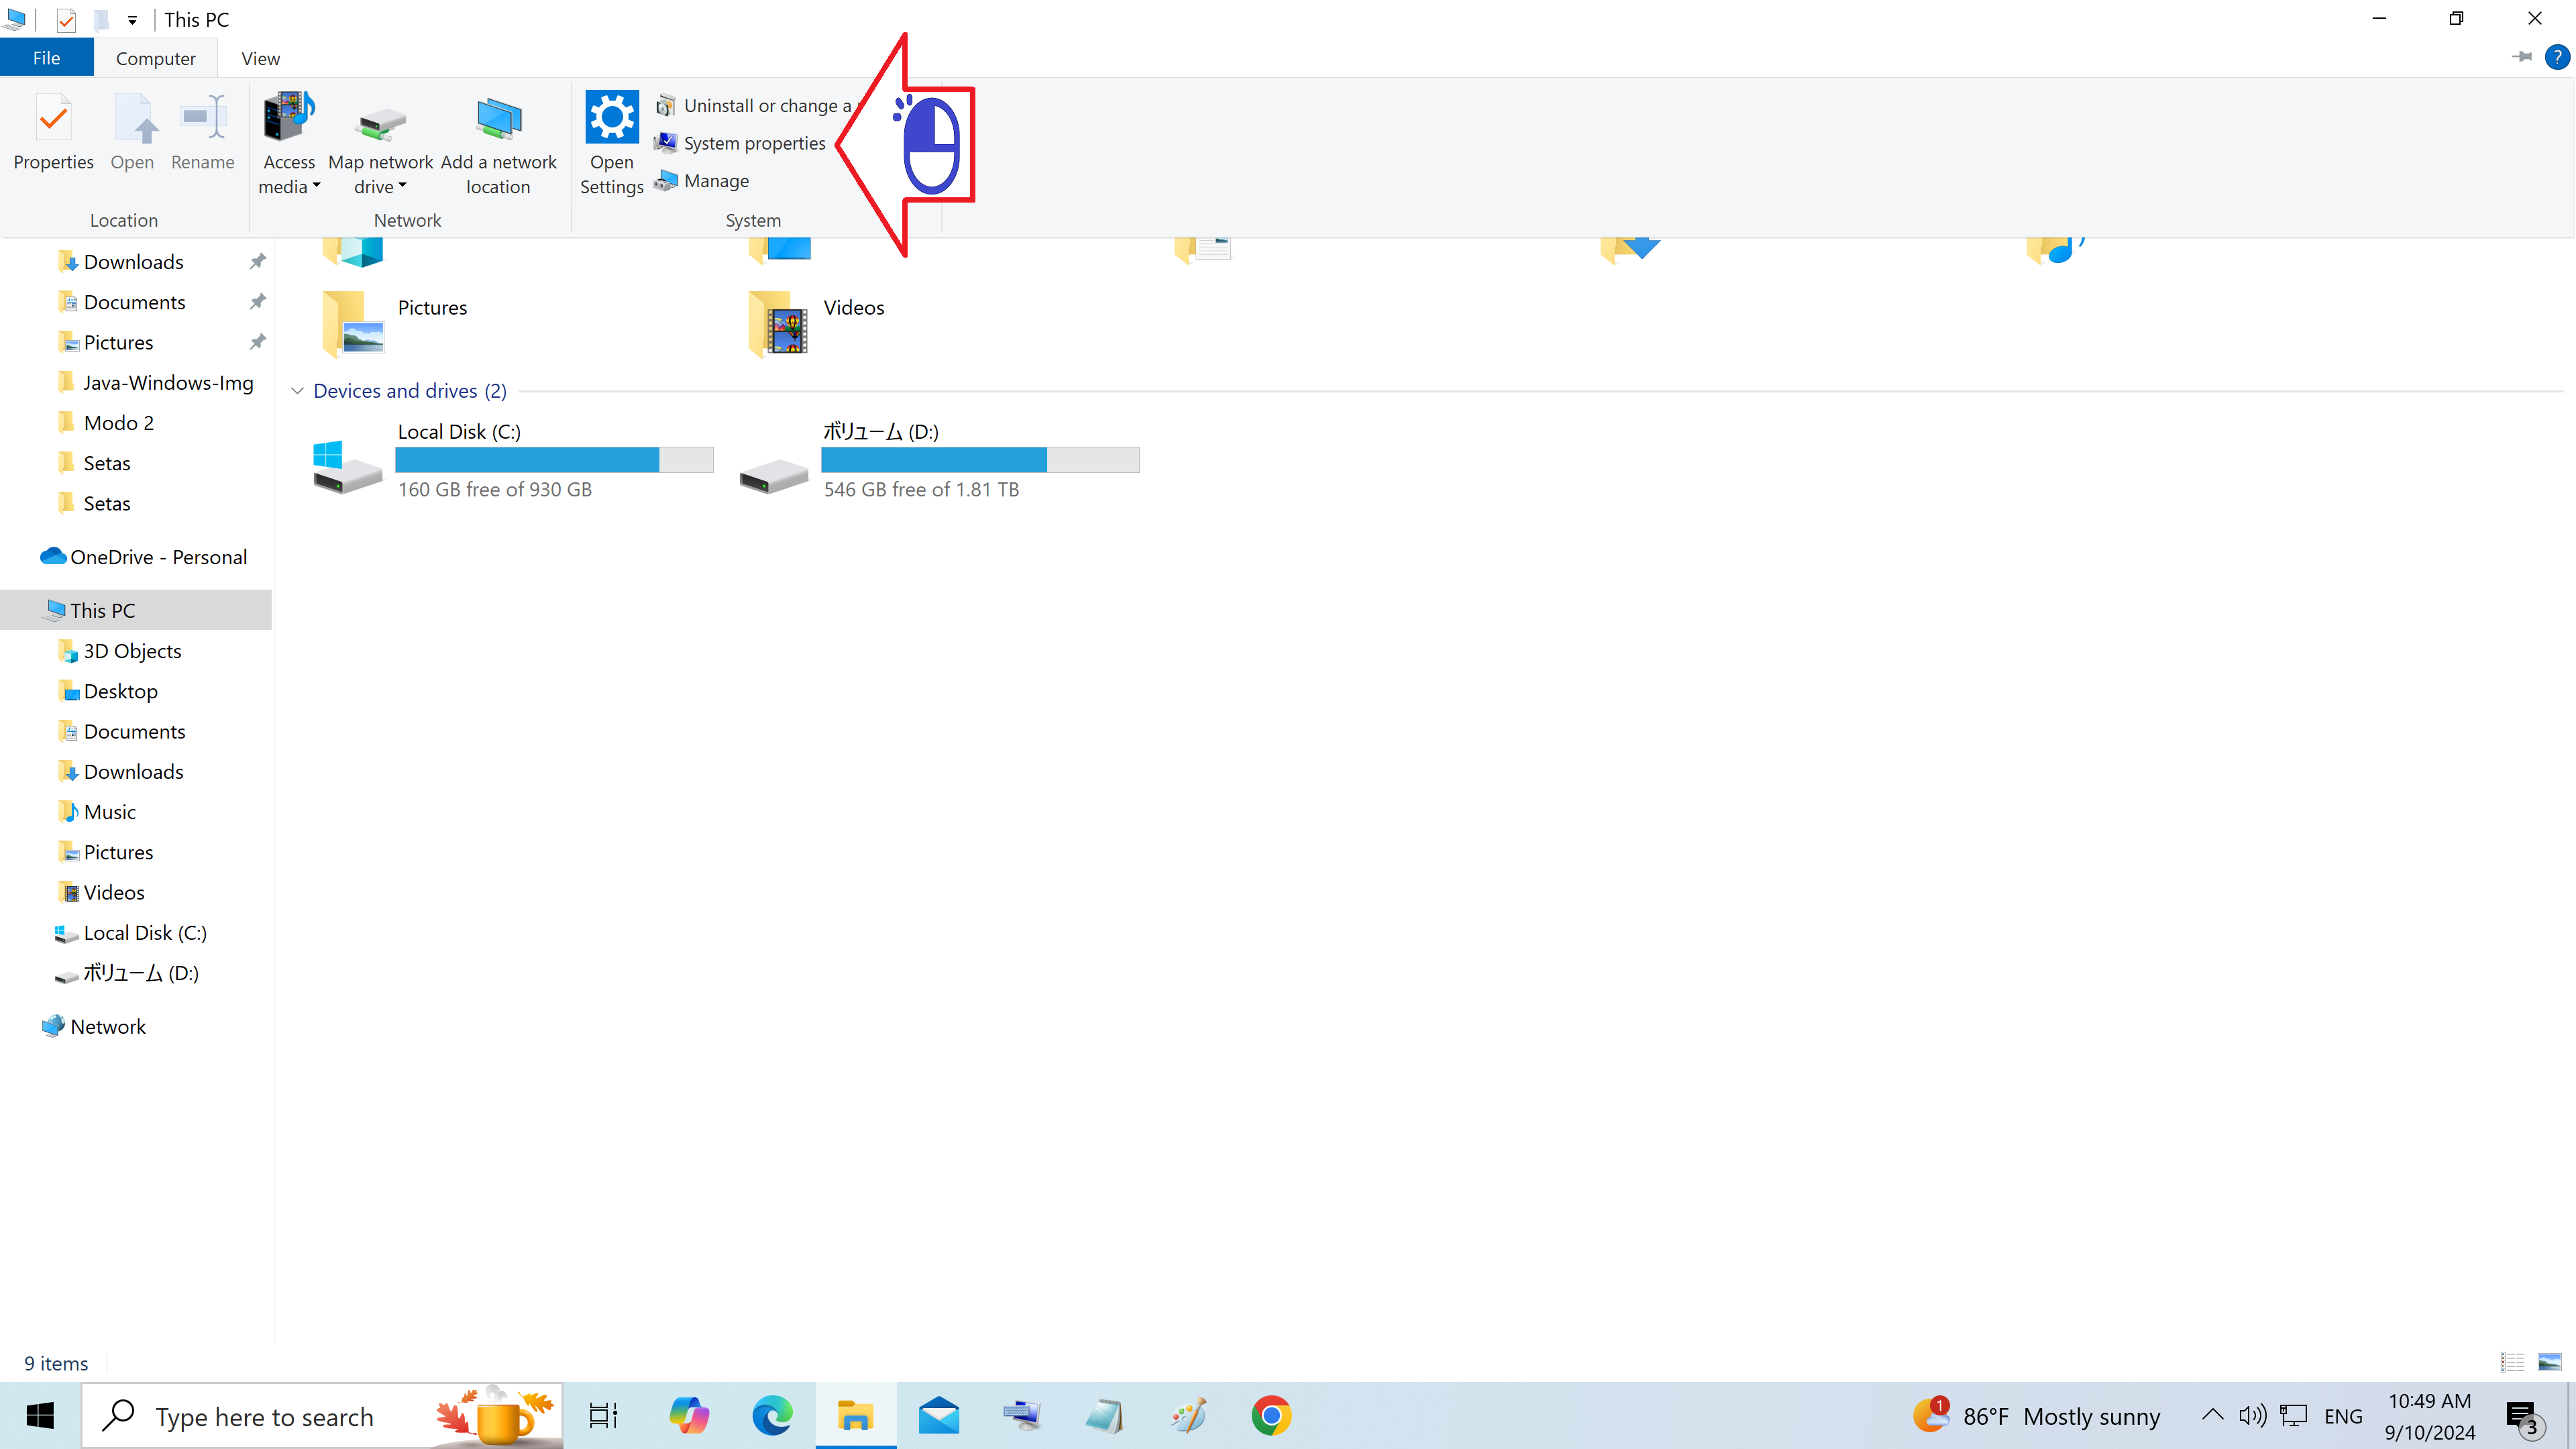 This PC
File
Computer
View
Properties
Open
Rename
Access
media
Map network
drive
Add a network
location
Open
Settings
Uninstall or change a
System properties
Manage
Location
Network
System
Downloads
Documents
Pictures
Java-Windows-Img
Modo 2
Setas
Setas
OneDrive - Personal
This PC
3D Objects
Desktop
Documents
Downloads
Music
Pictures
Videos
Local Disk (C:)
ボリューム (D:)
Network
Pictures
Videos
Devices and drives (2)
Local Disk (C:)
160 GB free of 930 GB
ボリューム (D:)
546 GB free of 1.81 TB
9 items
Type here to search
1
86°F Mostly sunny
ENG
10:49 AM
9/10/2024
3